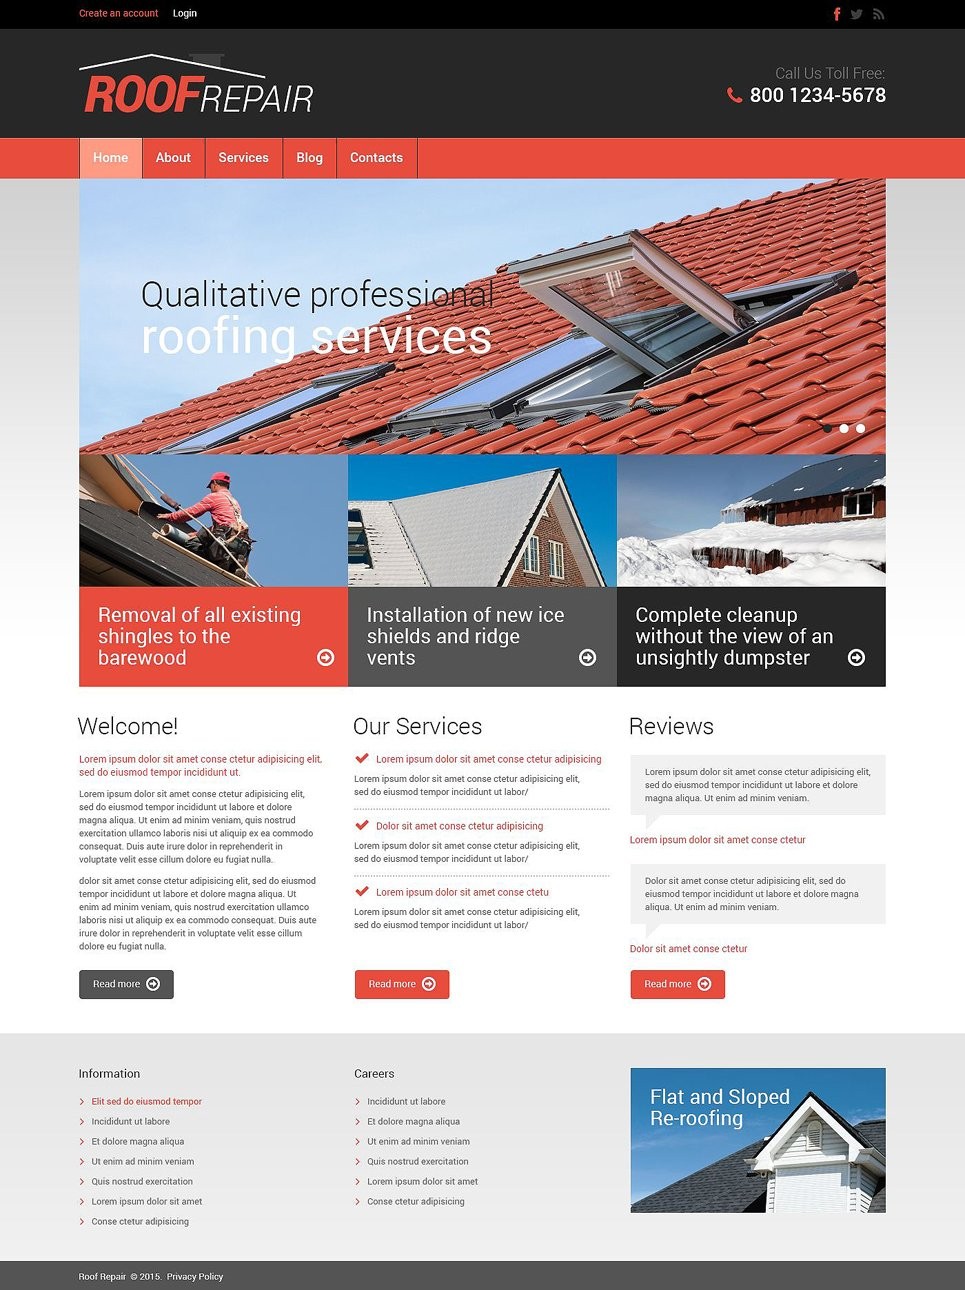 Create an account Login
ROOFREPAIR
Call Us Toll Free:
800 1234-5678
Home About Services Blog Contacts
Qualitative professional
roofing services
Removal of all existing
shingles to the
barewood
Installation of new ice
shields and ridge
vents
Complete cleanup
without the view of an
unsightly dumpster
Welcome!
Lorem ipsum dolor sit amet conse ctetur adipisicing elit,
sed do eiusmod tempor incididunt ut.
Lorem ipsum dolor sit amet conse ctetur adipisicing elit,
sed do eiusmod tempor incididunt ut labore et dolore
magna aliqua. Ut enim ad minim veniam, quis nostrud
exercitation ullamco laboris nisi ut aliquip ex ea commodo
consequat. Duis aute irure dolor in reprehenderit in
voluptate velit esse cillum dolore eu fugiat nulla.
dolor sit amet conse ctetur adipisicing elit, sed do eiusmod
tempor incididunt ut labore et dolore magna aliqua. Ut
enim ad minim veniam, quis nostrud exercitation ullamco
laboris nisi ut aliquip ex ea commodo consequat. Duis aute
irure dolor in reprehenderit in voluptate velit esse cillum
dolore eu fugiat nulla.
Read more
Our Services
Lorem ipsum dolor sit amet conse ctetur adipisicing
Lorem ipsum dolor sit amet conse ctetur adipisicing elit,
sed do eiusmod tempor incididunt ut labore/
Dolor sit amet conse ctetur adipisicing
Lorem ipsum dolor sit amet conse ctetur adipisicing elit,
sed do eiusmod tempor incididunt ut labore/
Lorem ipsum dolor sit amet conse ctetu
Lorem ipsum dolor sit amet conse ctetur adipisicing elit,
sed do eiusmod tempor incididunt ut labore/
Read more
Reviews
Lorem ipsum dolor sit amet conse ctetur adipisicing elit,
sed do eiusmod tempor incididunt ut labore et dolore
magna aliqua. Ut enim ad minim veniam.
Lorem ipsum dolor sit amet conse ctetur
Dolor sit amet conse ctetur adipisicing elit, sed do
eiusmod tempor incididunt ut labore et dolore magna
aliqua. Ut enim ad minim veniam.
Dolor sit amet conse ctetur
Read more
Information
Elit sed do eiusmod tempor
Incididunt ut labore
Et dolore magna aliqua
Ut enim ad minim veniam
Quis nostrud exercitation
Lorem ipsum dolor sit amet
Conse ctetur adipisicing
Careers
Incididunt ut labore
Et dolore magna aliqua
Ut enim ad minim veniam
Quis nostrud exercitation
Lorem ipsum dolor sit amet
Conse ctetur adipisicing
Flat and Sloped
Re-roofing
Roof Repair © 2015. Privacy Policy